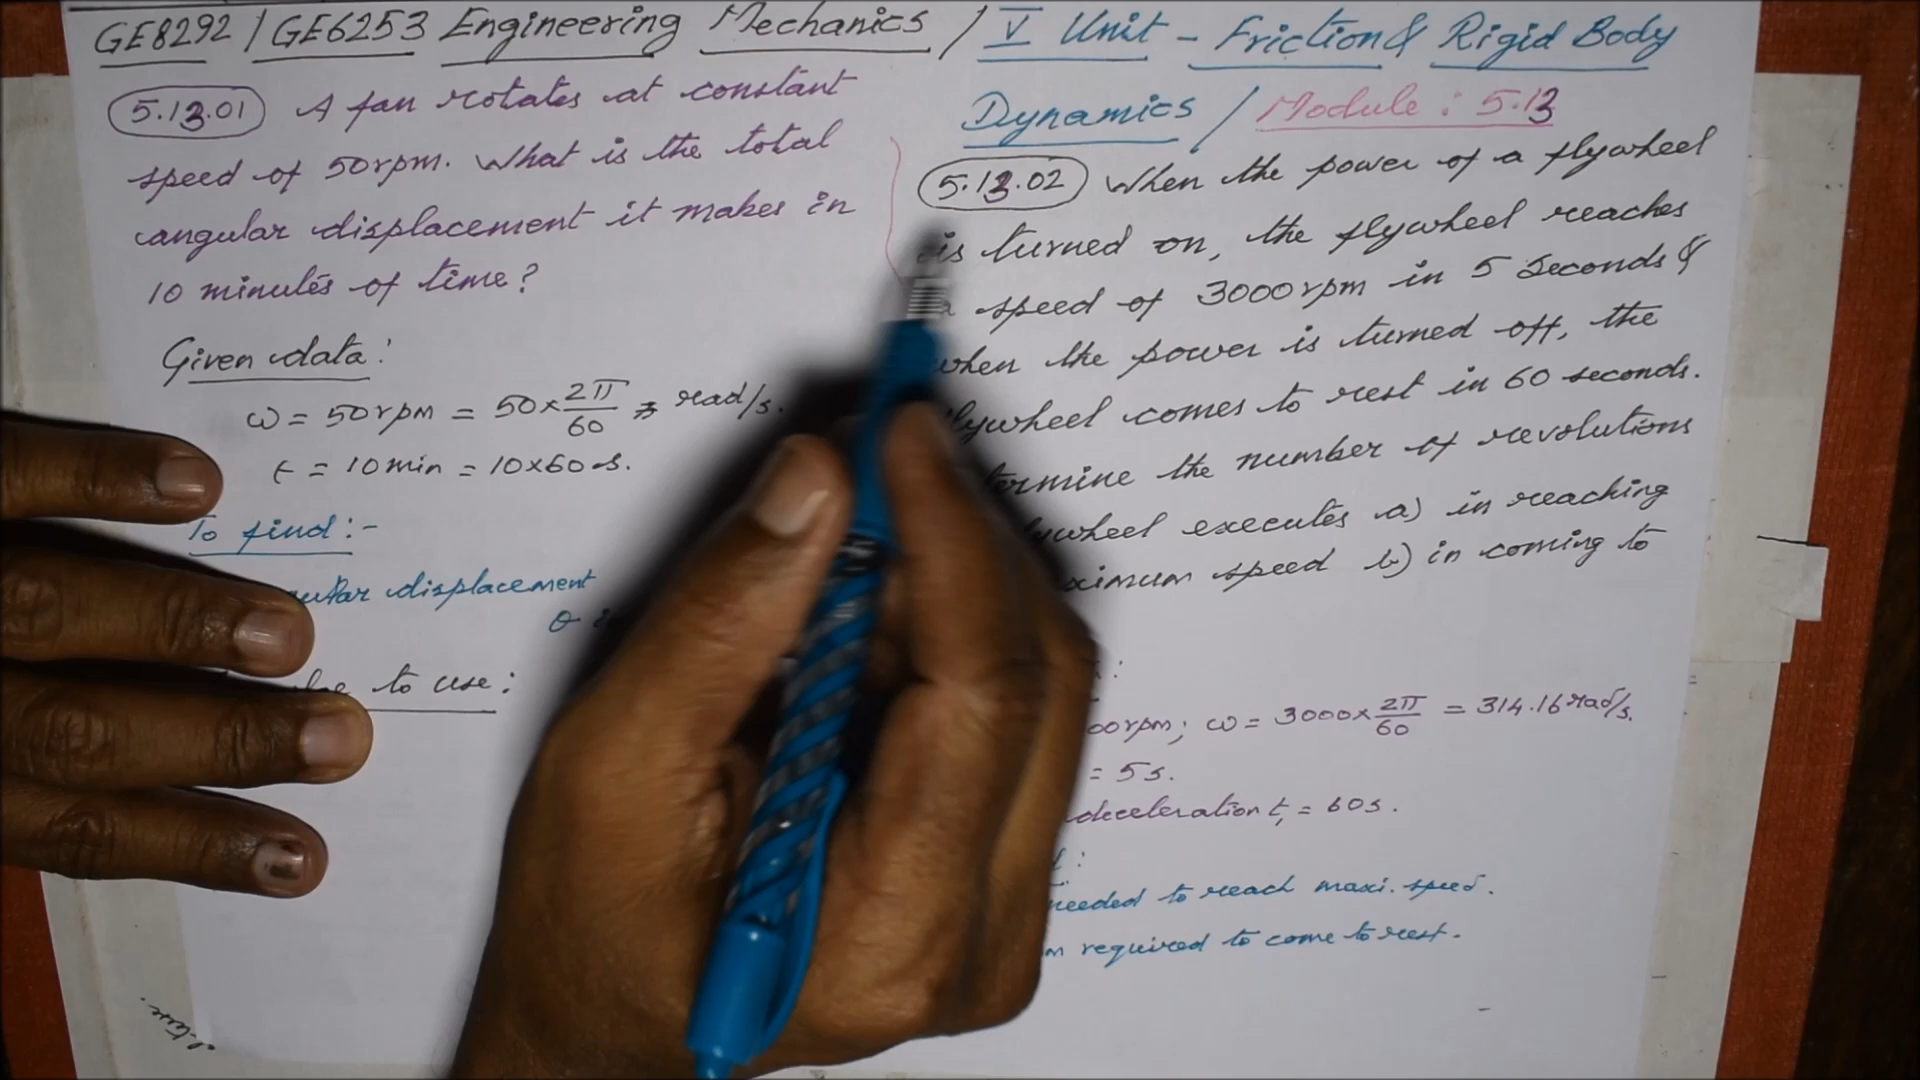 GE8292 / GE6253 Engineering Mechanics / V Unit - Friction & Rigid Body
Dynamics / Module : 5.13
5.13.01 A fan rotates at constant
speed of 50rpm. What is the total
angular displacement it makes in
10 minutes of time?
Given data :
ω = 50rpm = 50 × 2π/60 = rad/s.
t = 10min = 10×60 s.
To find :-
displacement
θ
to use :
5.13.02 When the power of a flywheel
is turned on, the flywheel reaches
a speed of 3000rpm in 5 seconds &
when the power is turned off, the
flywheel comes to rest in 60 seconds.
the number of revolutions
executes a) in reaching
speed b) in coming to
rpm; ω = 3000 × 2π/60 = 314.16 rad/s.
= 5s.
deceleration t₁ = 60s.
needed to reach maxi. speed.
required to come to rest.